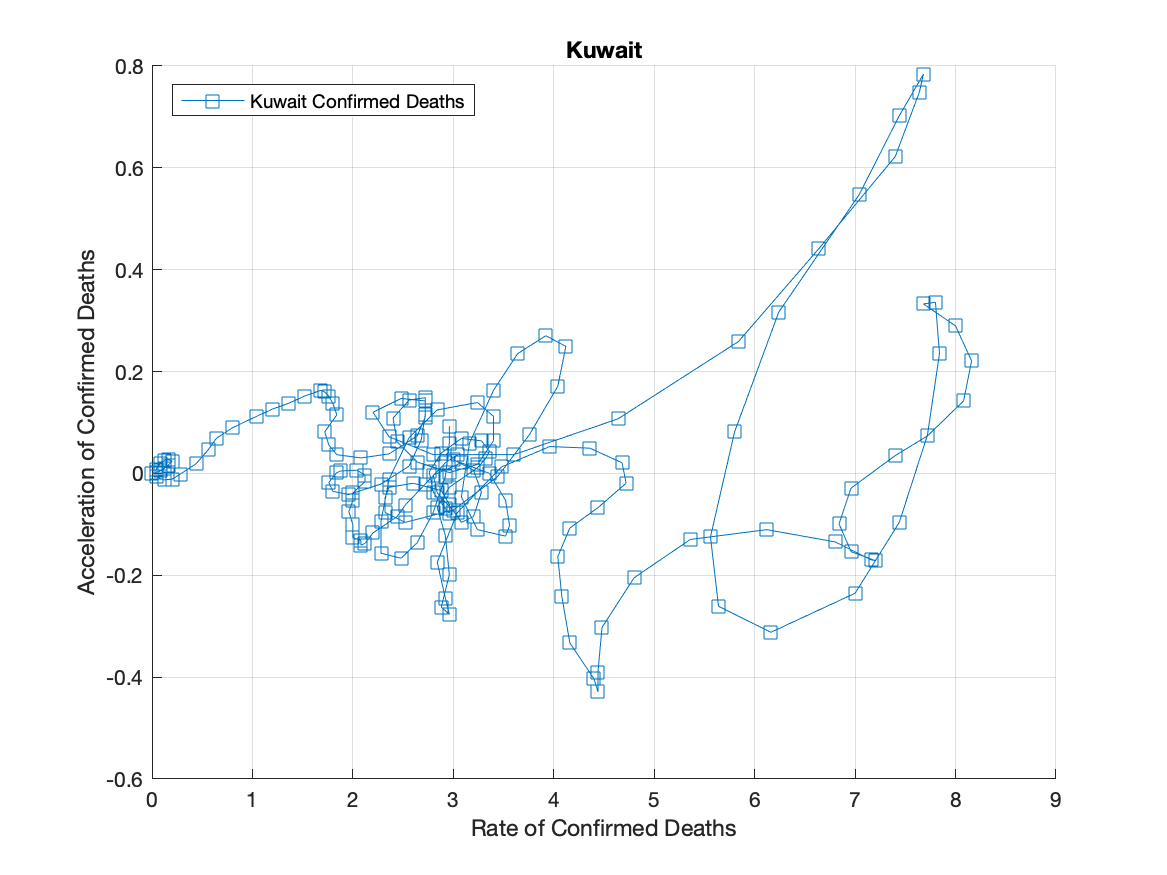 Kuwait
Kuwait Confirmed Deaths
0.8
0.6
0.4
0.2
0
-0.2
-0.4
-0.6
Acceleration of Confirmed Deaths
0 1 2 3 4 5 6 7 8 9
Rate of Confirmed Deaths